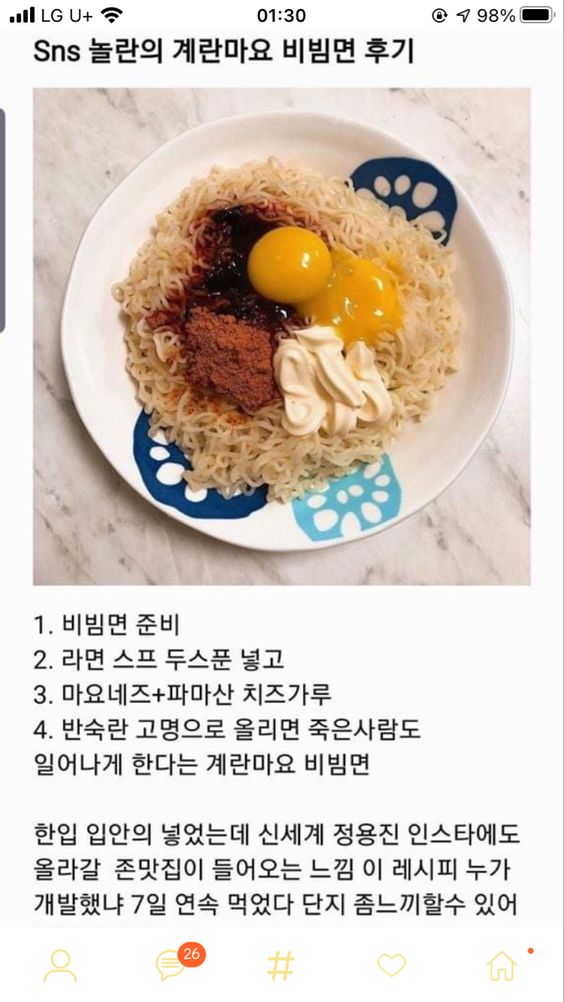 LG U+ 01:30 98%
Sns 놀란의 계란마요 비빔면 후기
1. 비빔면 준비
2. 라면 스프 두스푼 넣고
3. 마요네즈+파마산 치즈가루
4. 반숙란 고명으로 올리면 죽은사람도
일어나게 한다는 계란마요 비빔면
한입 입안의 넣었는데 신세계 정용진 인스타에도
올라갈 존맛집이 들어오는 느낌 이 레시피 누가
개발했냐 7일 연속 먹었다 단지 좀느끼할수 있어
26
#